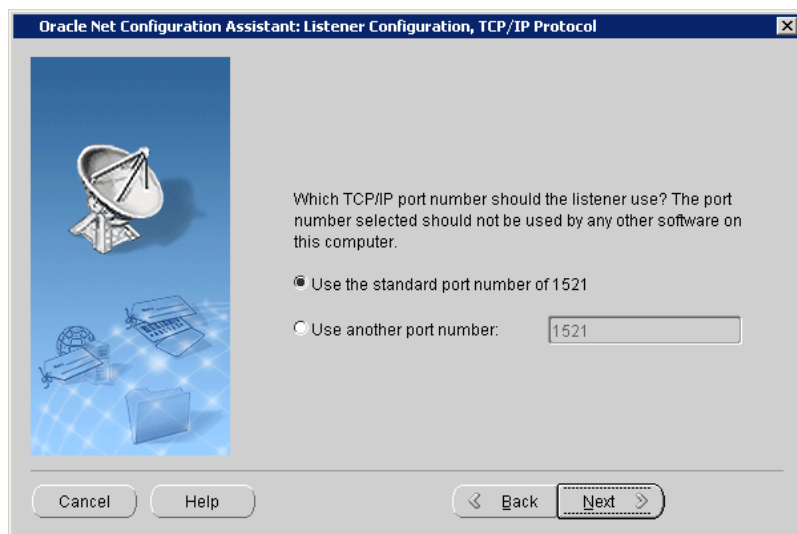 Oracle Net Configuration Assistant: Listener Configuration, TCP/IP Protocol
Which TCP/IP port number should the listener use? The port
number selected should not be used by any other software on
this computer.
Use the standard port number of 1521
Use another port number: 1521
Cancel Help Back Next